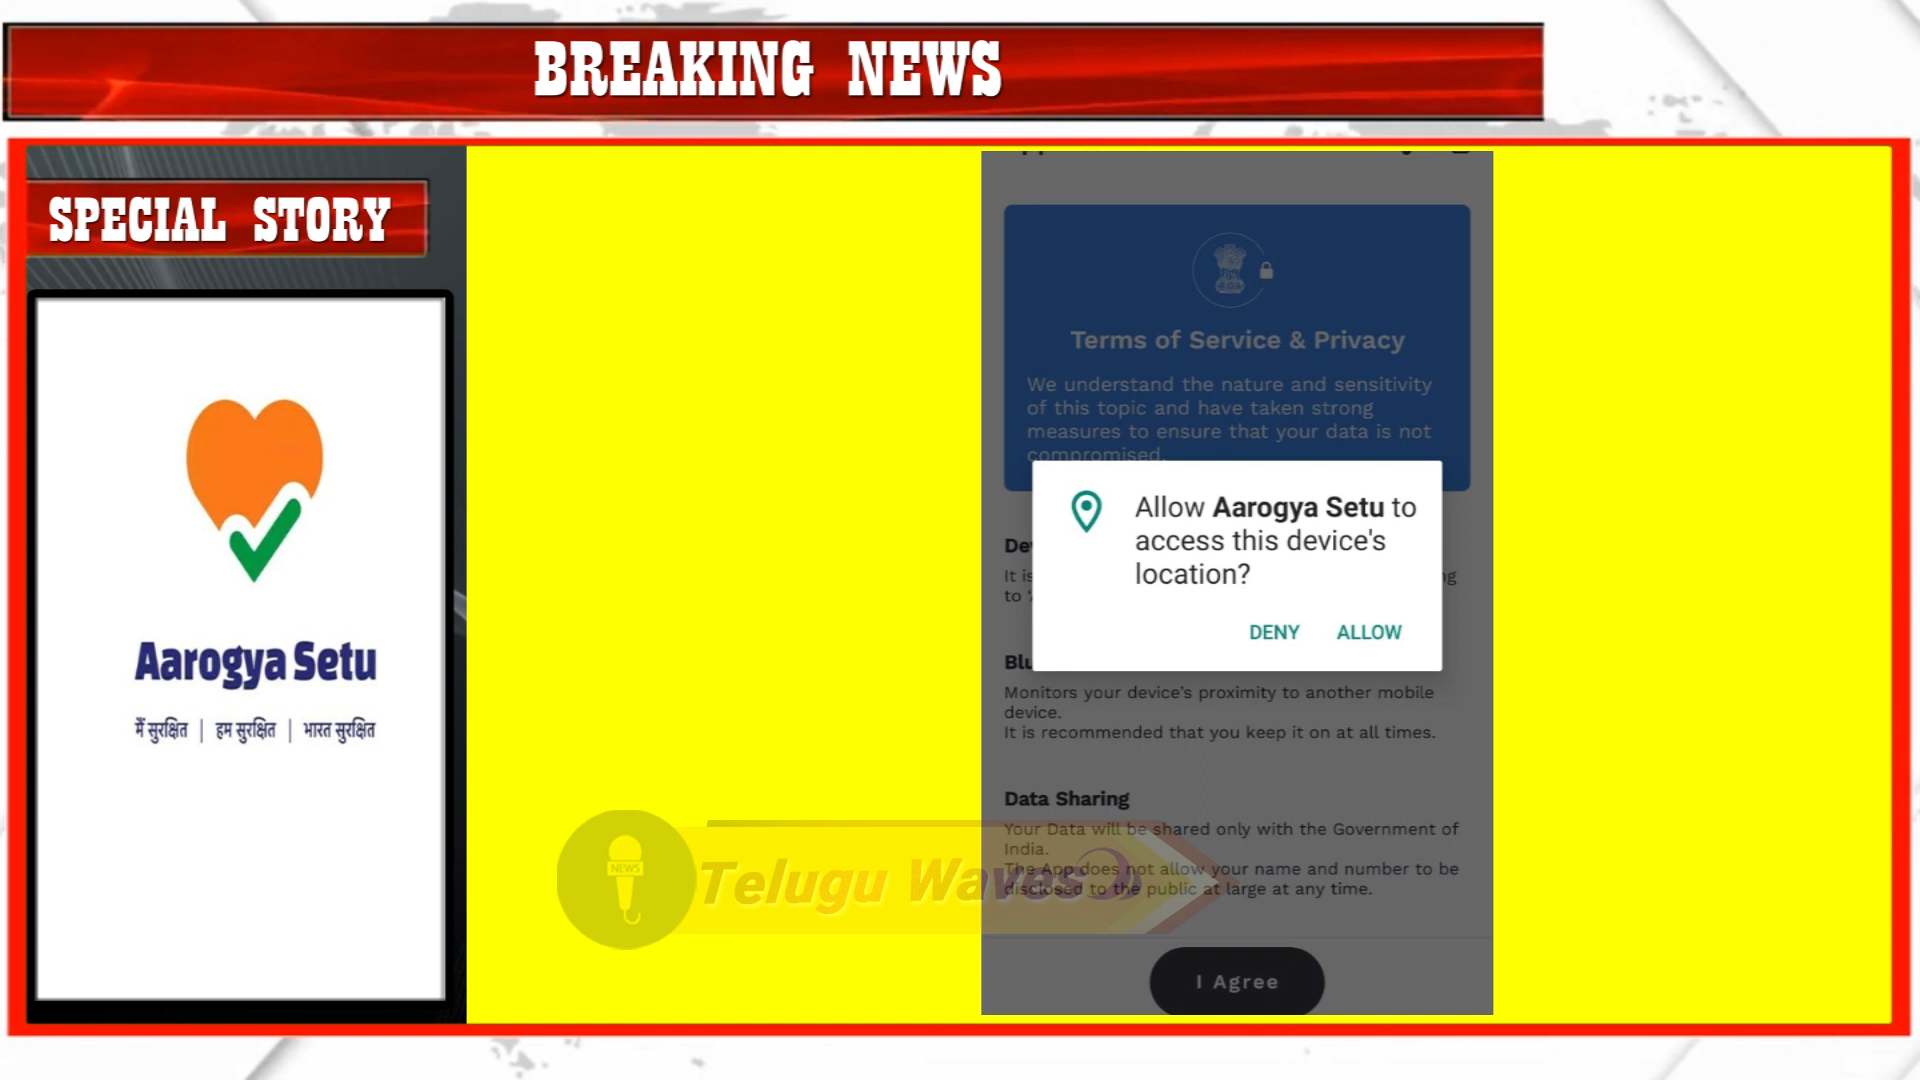 BREAKING NEWS
SPECIAL STORY
Aarogya Setu
मैं सुरक्षित | हम सुरक्षित | भारत सुरक्षित
Terms of Service & Privacy
We understand the nature and sensitivity
of this topic and have taken strong
measures to ensure that your data is not
compromised.
Allow Aarogya Setu to
access this device's
location?
DENY ALLOW
It is
to
Monitors your device's proximity to another mobile
device.
It is recommended that you keep it on at all times.
Data Sharing
Your Data will be shared only with the Government of
India.
The App does not allow your name and number to be
disclosed to the public at large at any time.
I Agree
NEWS
Telugu Waves